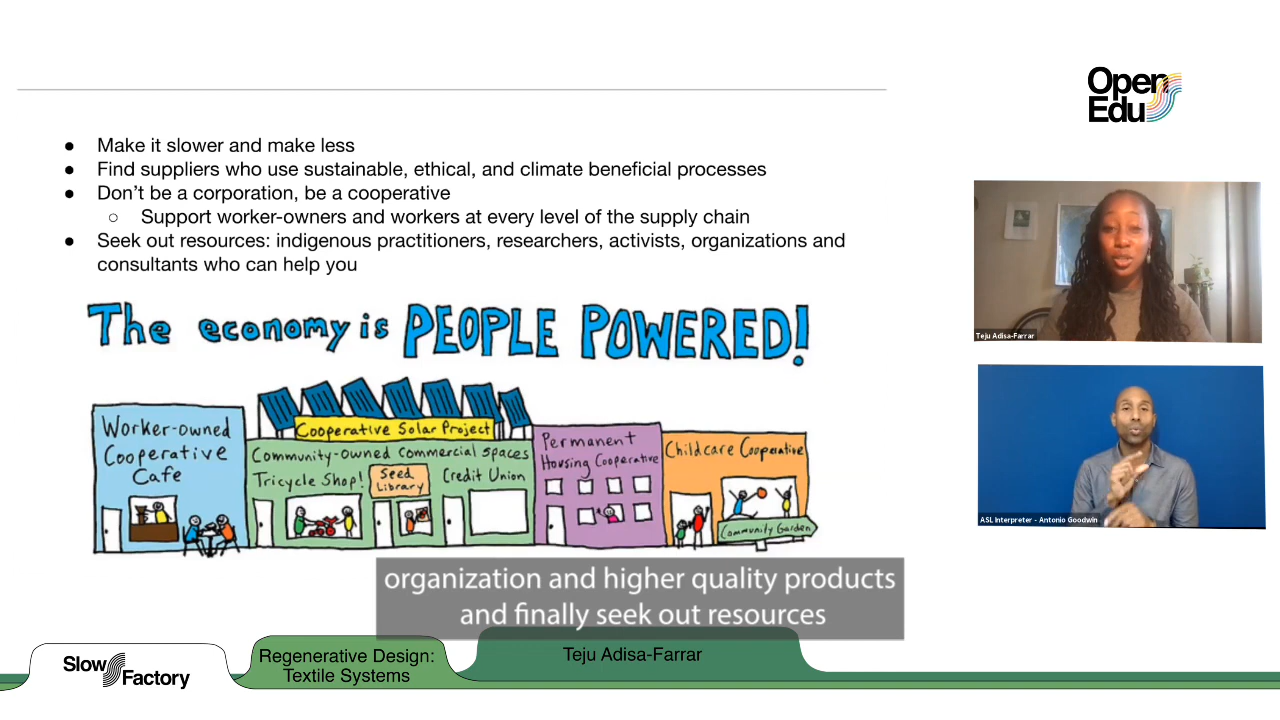 Open
Edu
● Make it slower and make less
● Find suppliers who use sustainable, ethical, and climate beneficial processes
● Don't be a corporation, be a cooperative
○ Support worker-owners and workers at every level of the supply chain
● Seek out resources: indigenous practitioners, researchers, activists, organizations and
consultants who can help you
The economy is PEOPLE POWERED!
Worker-owned
Cooperative
Cafe
Cooperative Solar Project
Community-owned Commercial Spaces
Tricycle Shop!
Seed
Library
Credit Union
Permanent
Housing Cooperative
Childcare Cooperative
Community Garden
Teju Adisa-Farrar
ASL Interpreter - Antonio Goodwin
organization and higher quality products
and finally seek out resources
Slow
Factory
Regenerative Design:
Textile Systems
Teju Adisa-Farrar